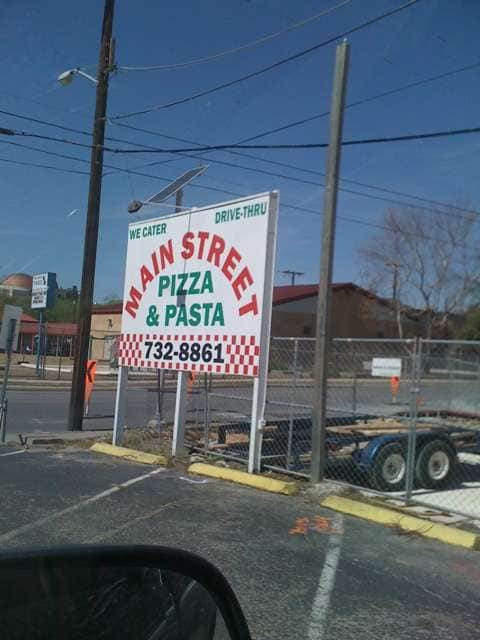 WE CATER
DRIVE-THRU
MAIN STREET
PIZZA
& PASTA
732-8861